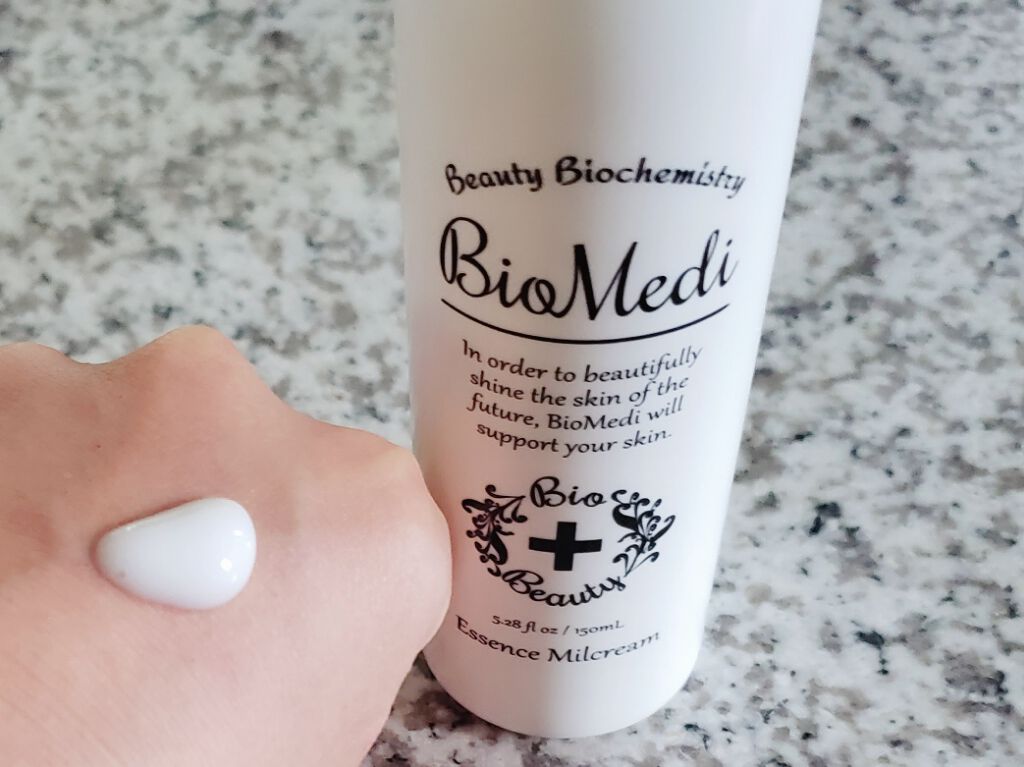 Beauty Biochemistry
BioMedi
In order to beautifully
shine the skin of the
future, BioMedi will
support your skin.
Bio
Beauty
5.28 fl oz / 150mL
Essence Milcream